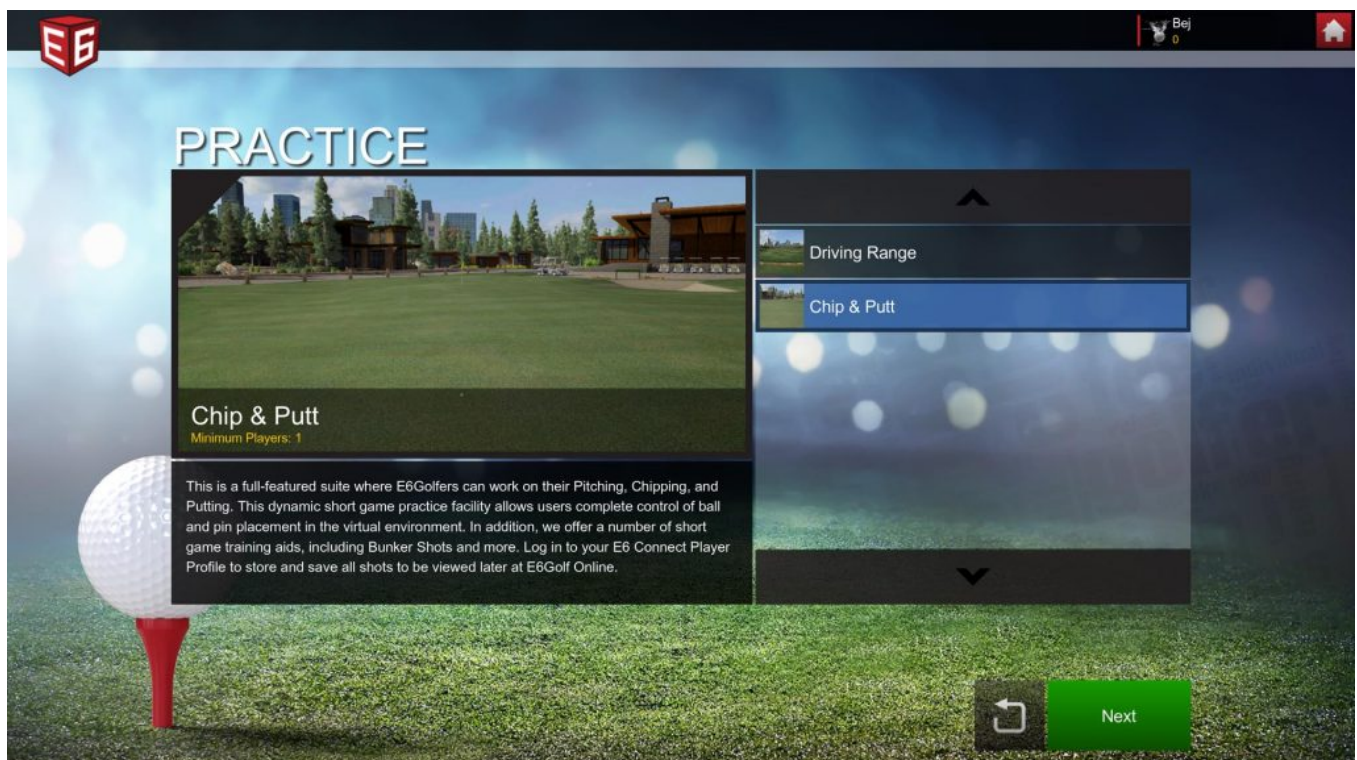 E6
Bej
0
PRACTICE
Driving Range
Chip & Putt
Chip & Putt
Minimum Players: 1
This is a full-featured suite where E6Golfers can work on their Pitching, Chipping, and
Putting. This dynamic short game practice facility allows users complete control of ball
and pin placement in the virtual environment. In addition, we offer a number of short
game training aids, including Bunker Shots and more. Log in to your E6 Connect Player
Profile to store and save all shots to be viewed later at E6Golf Online.
Next